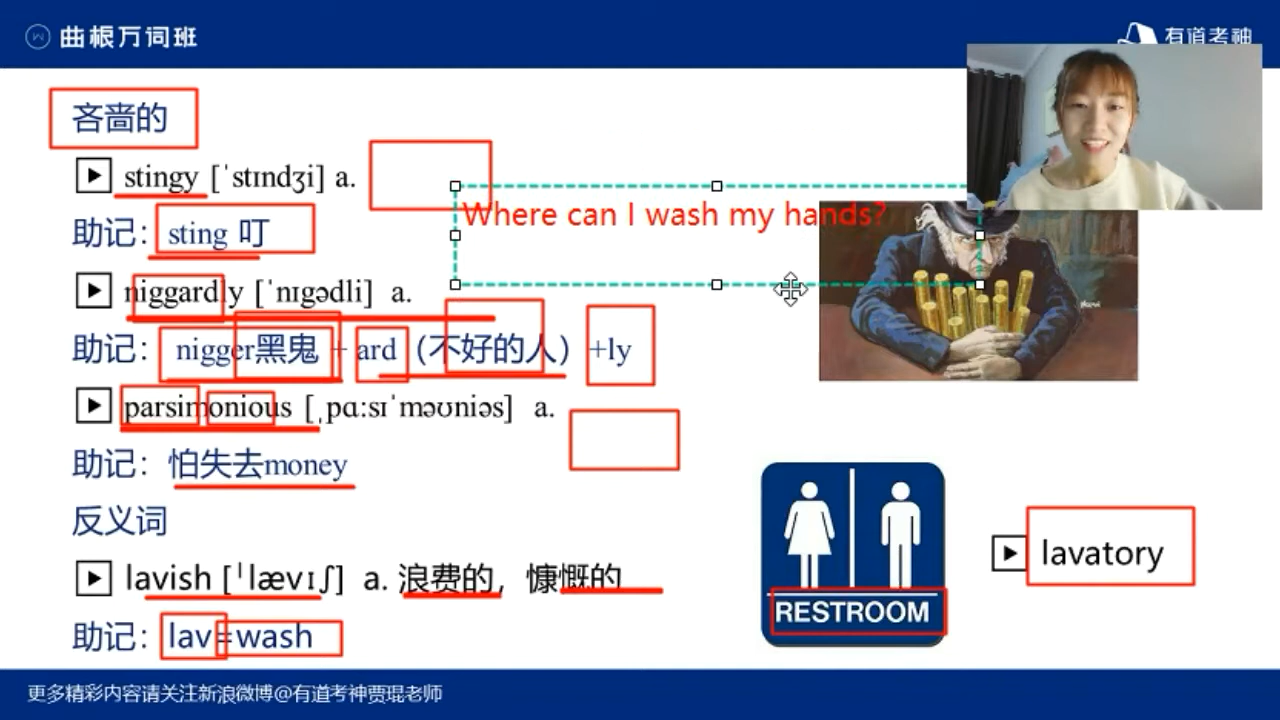 曲根万词班
有道考神
吝啬的
stingy [ˈstɪndʒi] a.
Where can I wash my hands?
助记：sting 叮
niggardly [ˈnɪgədli] a.
助记：nigger黑鬼 + ard（不好的人）+ly
parsimonious [ˌpɑːsɪˈməʊniəs] a.
助记：怕失去money
反义词
lavish [ˈlævɪʃ] a. 浪费的，慷慨的
助记：lav=wash
RESTROOM
lavatory
更多精彩内容请关注新浪微博@有道考神贾琨老师